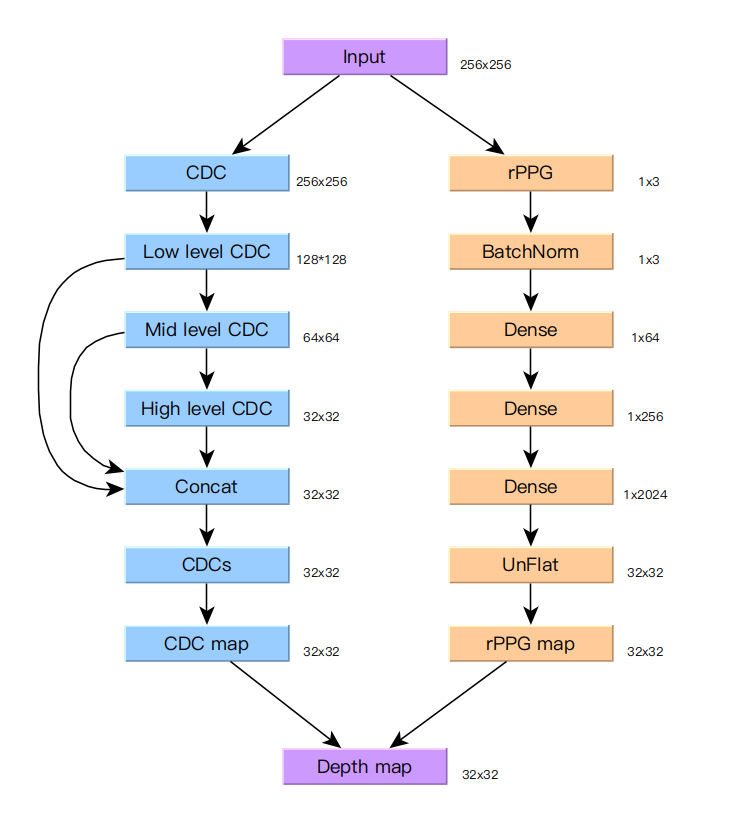 Input
256x256
CDC
256x256
rPPG
1x3
Low level CDC
128*128
BatchNorm
1x3
Mid level CDC
64x64
Dense
1x64
High level CDC
32x32
Dense
1x256
Concat
32x32
Dense
1x2024
CDCs
32x32
UnFlat
32x32
CDC map
32x32
rPPG map
32x32
Depth map
32x32